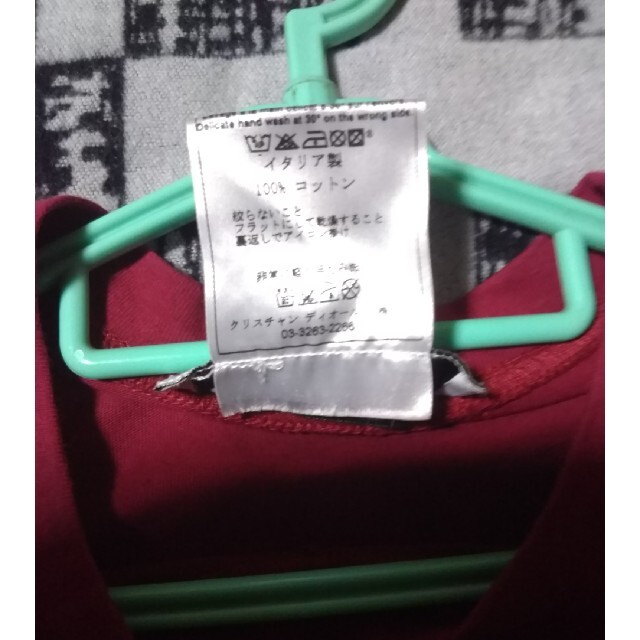 Delicate hand wash at 30° on the wrong side
イタリア製
100% コットン
絞らないこと
フラットにして乾燥すること
裏返しでアイロン掛け
クリスチャン ディオール
03-3263-2266